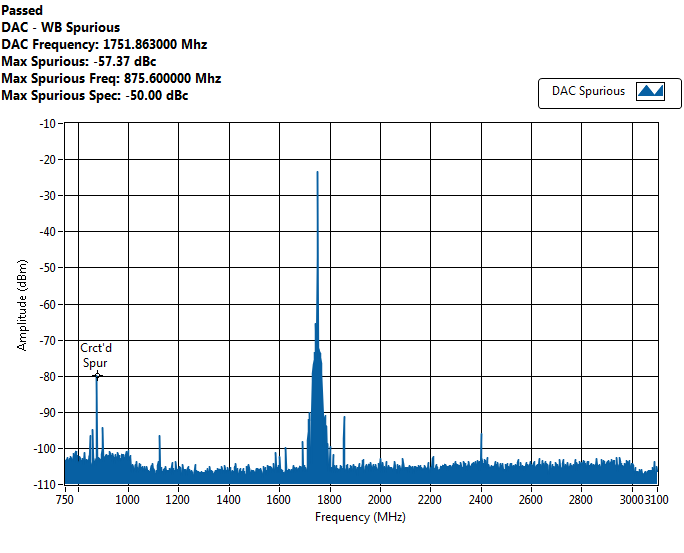 Passed
DAC - WB Spurious
DAC Frequency: 1751.863000 Mhz
Max Spurious: -57.37 dBc
Max Spurious Freq: 875.600000 Mhz
Max Spurious Spec: -50.00 dBc
DAC Spurious
-10
-20
-30
-40
-50
-60
-70
-80
-90
-100
-110
Amplitude (dBm)
Crct'd
Spur
750 1000 1200 1400 1600 1800 2000 2200 2400 2600 2800 3000 3100
Frequency (MHz)